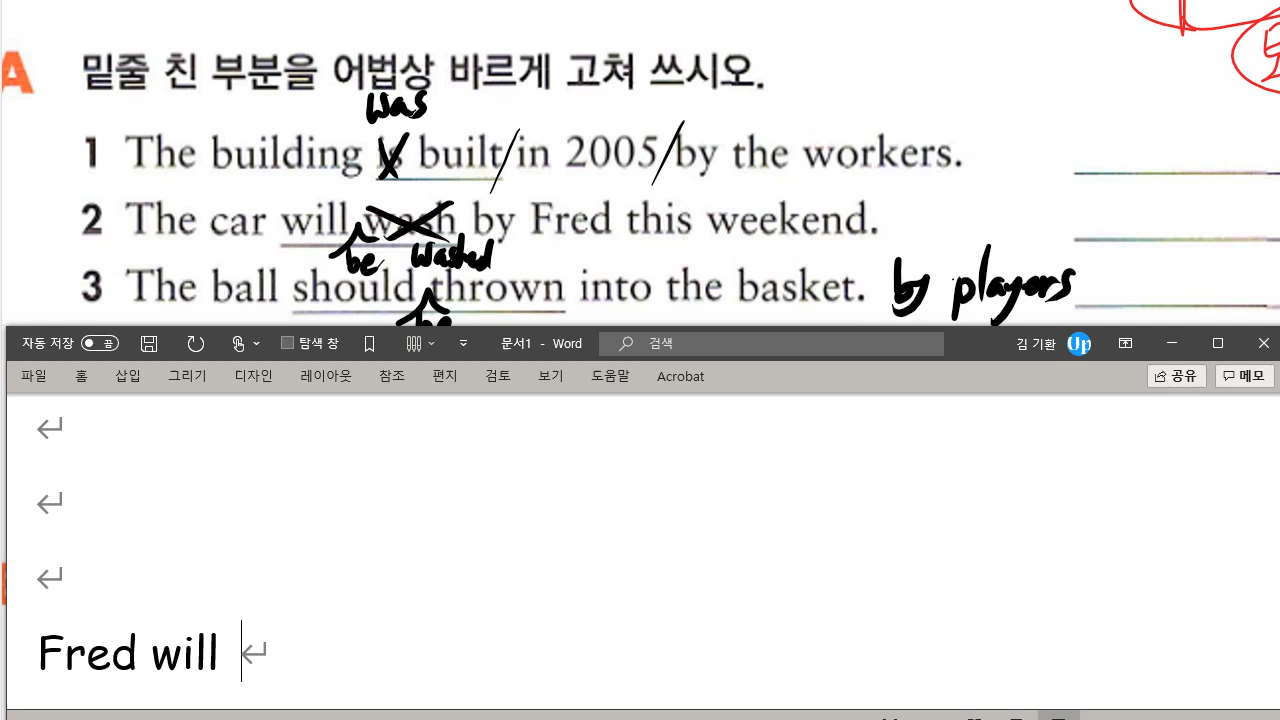 A 밑줄 친 부분을 어법상 바르게 고쳐 쓰시오.
was
1 The building is built / in 2005 / by the workers.
2 The car will wash by Fred this weekend.
be washed
3 The ball should thrown into the basket. by players
be
자동 저장 끔 탐색 창 문서1 - Word 검색 김 기환 Up
파일 홈 삽입 그리기 디자인 레이아웃 참조 편지 검토 보기 도움말 Acrobat 공유 메모
Fred will